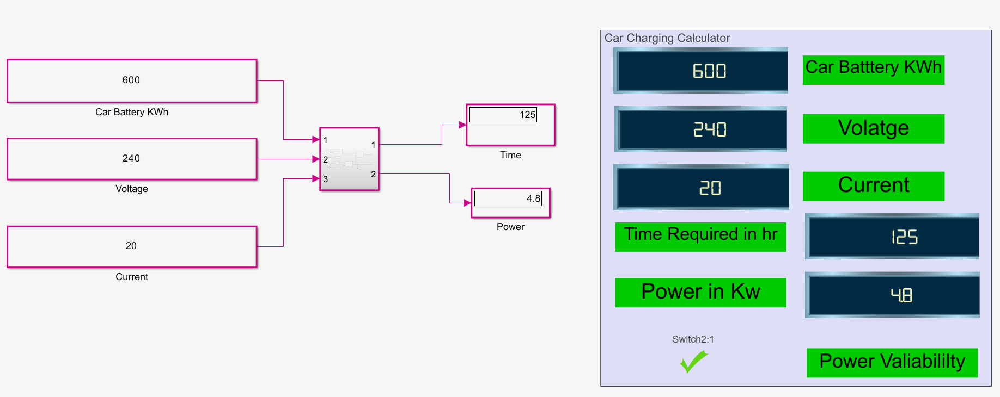 600
Car Battery KWh
240
Voltage
20
Current
1
2
3
1
2
125
Time
4.8
Power
Car Charging Calculator
600
Car Batttery KWh
240
Volatge
20
Current
Time Required in hr
125
Power in Kw
4.8
Switch2:1
Power Valiabililty